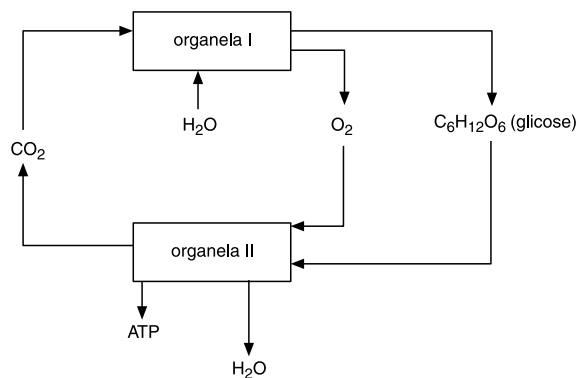 organela I
H₂O
O₂
C₆H₁₂O₆ (glicose)
CO₂
organela II
ATP
H₂O